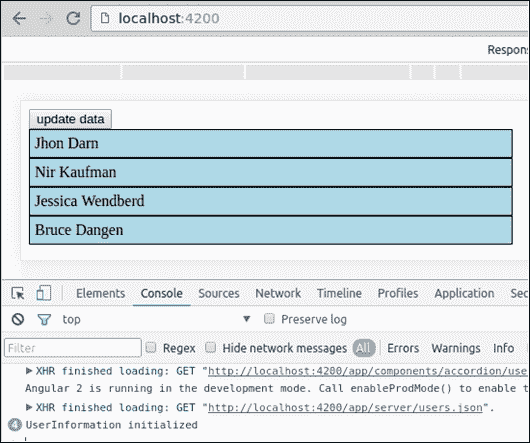 localhost:4200
Respons
update data
Jhon Darn
Nir Kaufman
Jessica Wendberd
Bruce Dangen
Elements Console Sources Network Timeline Profiles Application Sec
top Preserve log
Filter Regex Hide network messages All Errors Warnings Info
XHR finished loading: GET "http://localhost:4200/app/components/accordion/use
Angular 2 is running in the development mode. Call enableProdMode() to enable t
XHR finished loading: GET "http://localhost:4200/app/server/users.json".
4 UserInformation initialized